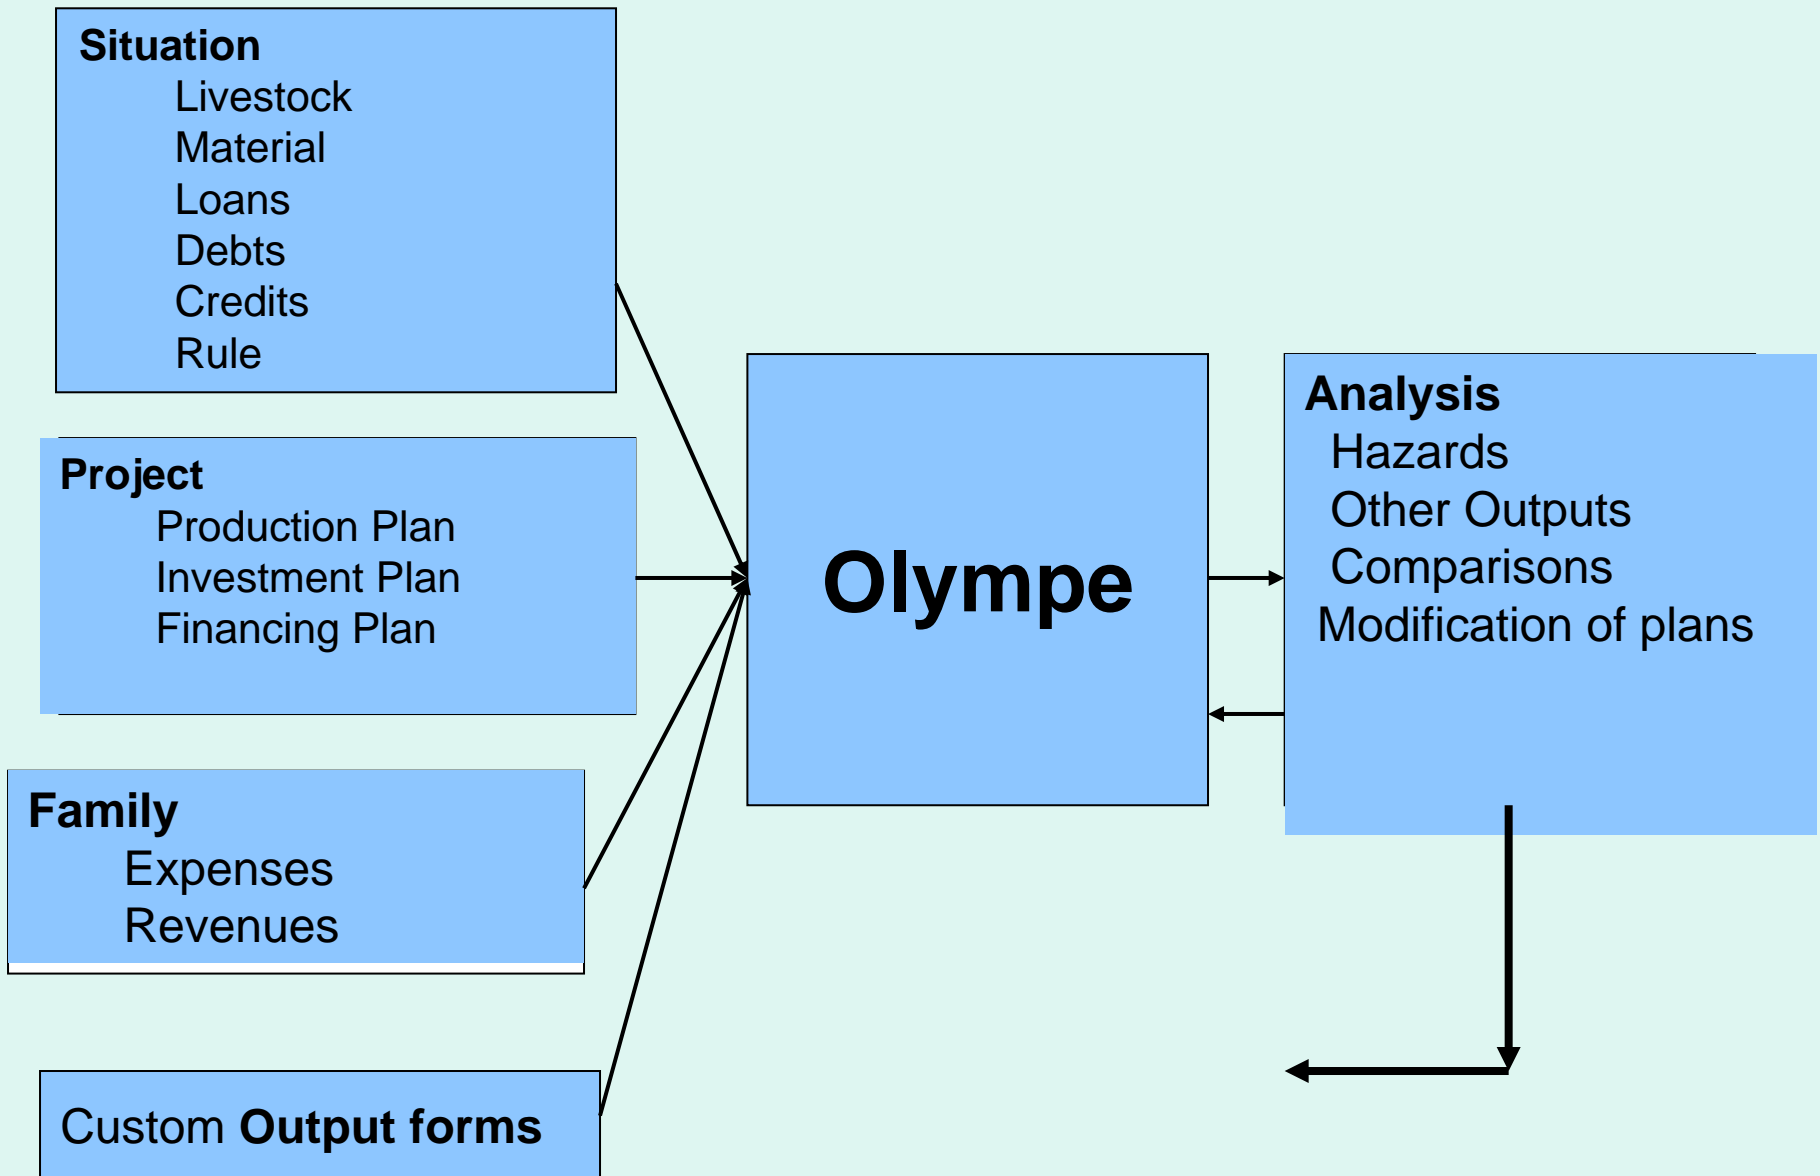 Situation
Livestock
Material
Loans
Debts
Credits
Rule
Project
Production Plan
Investment Plan
Financing Plan
Family
Expenses
Revenues
Custom Output forms
Olympe
Analysis
Hazards
Other Outputs
Comparisons
Modification of plans